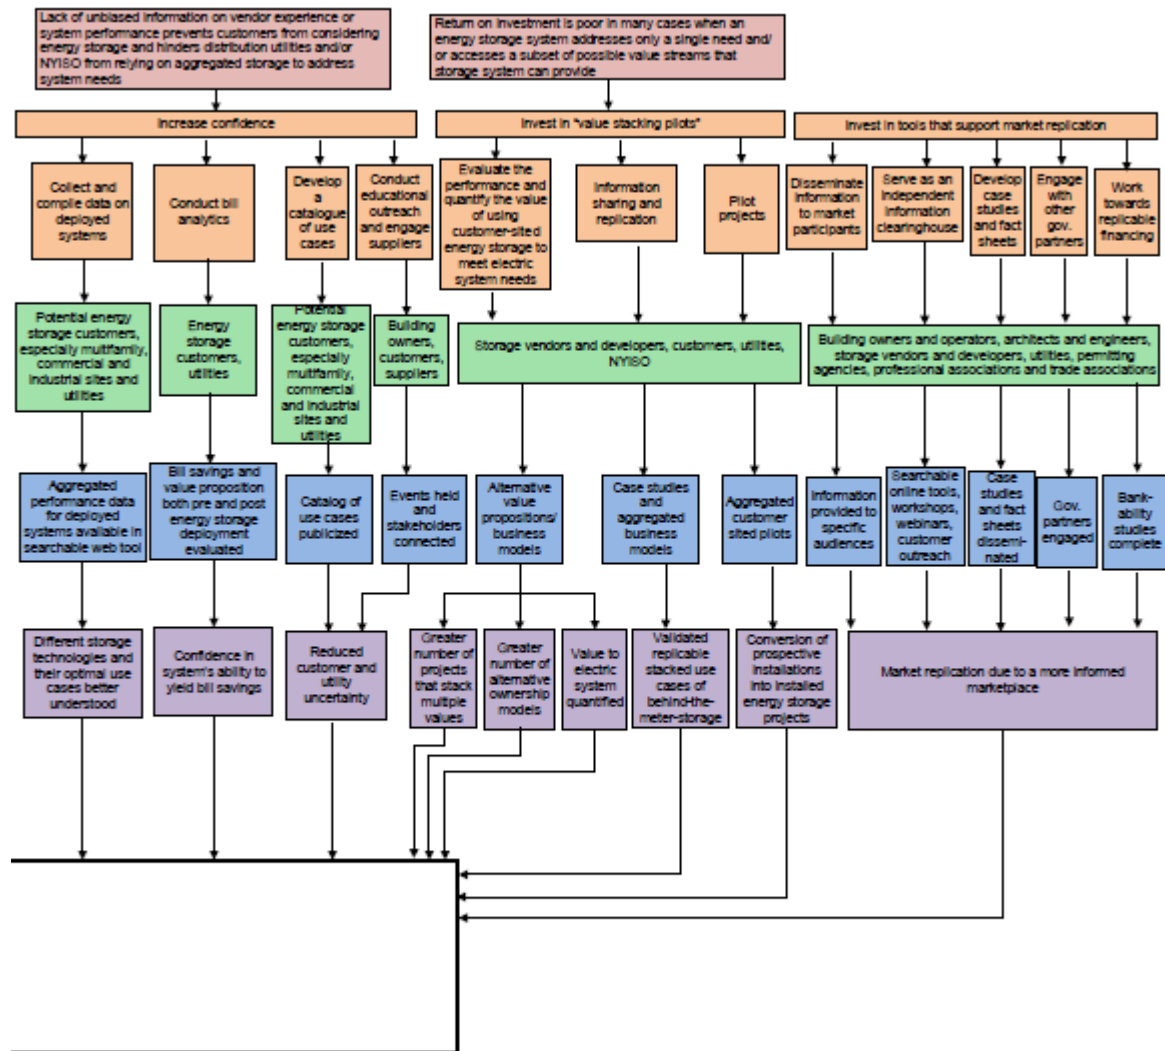 Lack of unbiased information on vendor experience or
system performance prevents customers from considering
energy storage and hinders distribution utilities and/or
NYISO from relying on aggregated storage to address
system needs
Return on investment is poor in many cases when an
energy storage system addresses only a single need and/
or accesses a subset of possible value streams that
storage system can provide
Increase confidence
Invest in "value stacking pilots"
Invest in tools that support market replication
Collect and
compile data on
deployed
systems
Conduct bill
analytics
Develop
a
catalogue
of use
cases
Conduct
educational
outreach
and engage
suppliers
Evaluate the
performance and
quantify the value
of using
customer-sited
energy storage to
meet electric
system needs
Information
sharing and
replication
Pilot
projects
Disseminate
information
to market
participants
Serve as an
independent
information
clearinghouse
Develop
case
studies
and fact
sheets
Engage
with
other
gov.
partners
Work
towards
replicable
financing
Potential energy
storage customers,
especially multifamily,
commercial and
industrial sites and
utilities
Energy
storage
customers,
utilities
Potential
energy storage
customers,
especially
multifamily,
commercial
and industrial
sites and
utilities
Building
owners,
customers,
suppliers
Storage vendors and developers, customers, utilities,
NYISO
Building owners and operators, architects and engineers,
storage vendors and developers, utilities, permitting
agencies, professional associations and trade associations
Aggregated
performance data
for deployed
systems available in
searchable web tool
Bill savings and
value proposition
both pre and post
energy storage
deployment
evaluated
Catalog of
use cases
publicized
Events held
and
stakeholders
connected
Alternative
value
propositions/
business
models
Case studies
and
aggregated
business
models
Aggregated
customer
sited pilots
Information
provided to
specific
audiences
Searchable
online tools,
workshops,
webinars,
customer
outreach
Case
studies
and fact
sheets
dissemi-
nated
Gov.
partners
engaged
Bank-
ability
studies
complete
Different storage
technologies and
their optimal use
cases better
understood
Confidence in
system's ability to
yield bill savings
Reduced
customer and
utility
uncertainty
Greater
number of
projects
that stack
multiple
values
Greater
number of
alternative
ownership
models
Value to
electric
system
quantified
Validated
replicable
stacked use
cases of
behind-the-
meter-storage
Conversion of
prospective
installations
into installed
energy storage
projects
Market replication due to a more informed
marketplace